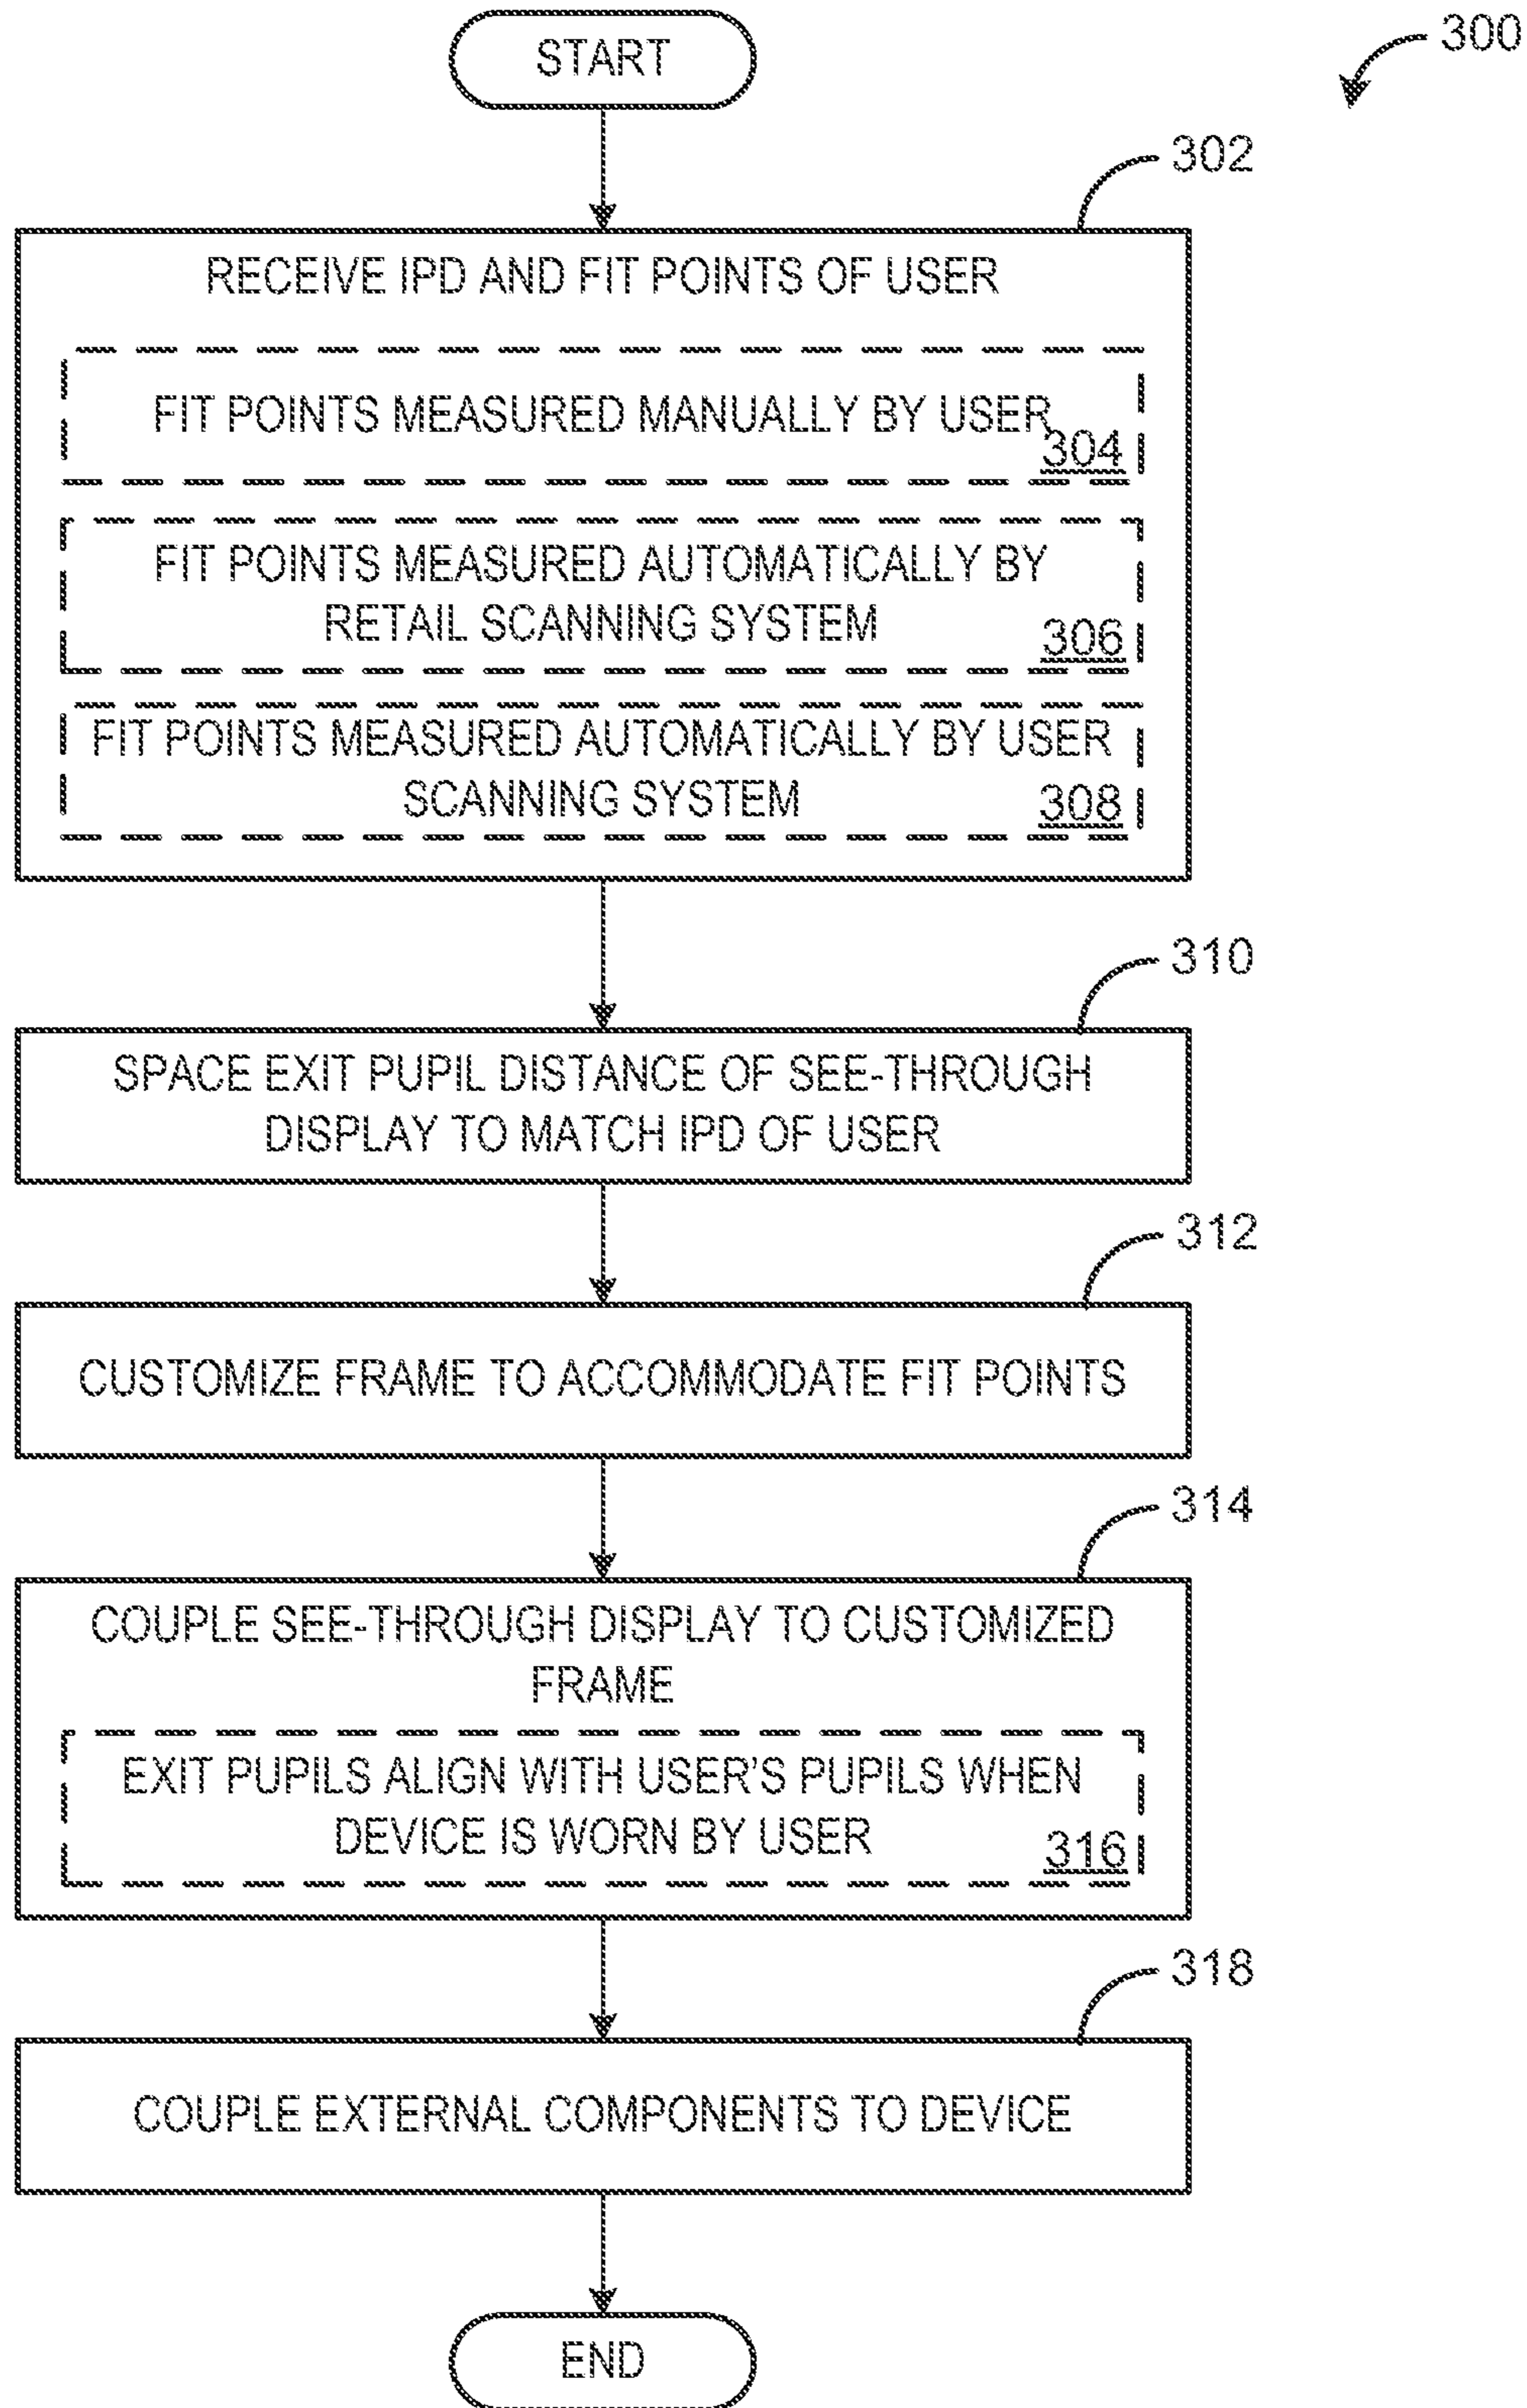 START
300
302
RECEIVE IPD AND FIT POINTS OF USER
FIT POINTS MEASURED MANUALLY BY USER
304
FIT POINTS MEASURED AUTOMATICALLY BY
RETAIL SCANNING SYSTEM
306
FIT POINTS MEASURED AUTOMATICALLY BY USER
SCANNING SYSTEM
308
310
SPACE EXIT PUPIL DISTANCE OF SEE-THROUGH
DISPLAY TO MATCH IPD OF USER
312
CUSTOMIZE FRAME TO ACCOMMODATE FIT POINTS
314
COUPLE SEE-THROUGH DISPLAY TO CUSTOMIZED
FRAME
EXIT PUPILS ALIGN WITH USER'S PUPILS WHEN
DEVICE IS WORN BY USER
316
318
COUPLE EXTERNAL COMPONENTS TO DEVICE
END